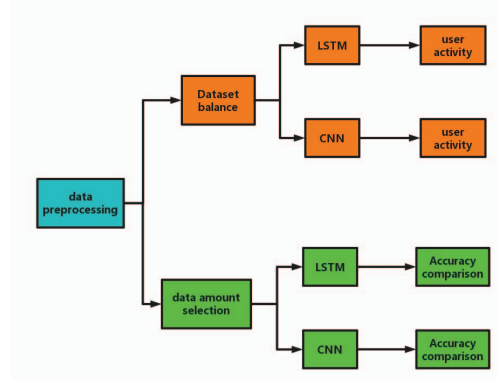 LSTM
user
activity
Dataset
balance
CNN
user
activity
data
preprocessing
LSTM
Accuracy
comparison
data amount
selection
CNN
Accuracy
comparison